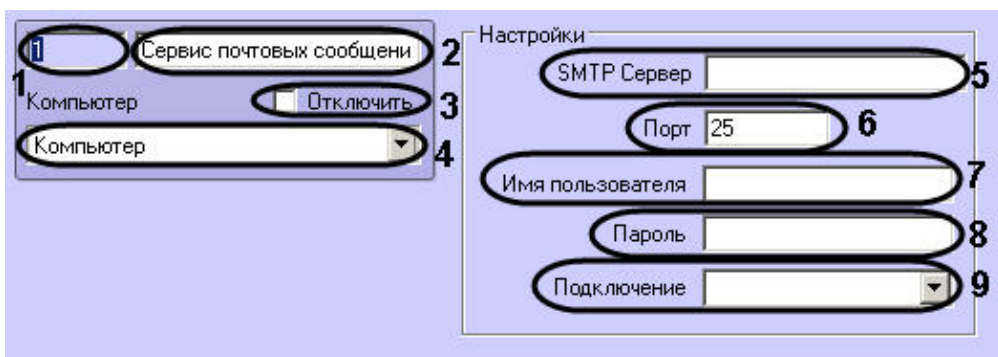 1 Сервис почтовых сообщени 2
1
Компьютер Отключить 3
Компьютер 4
Настройки
SMTP Сервер 5
Порт 25 6
Имя пользователя 7
Пароль 8
Подключение 9